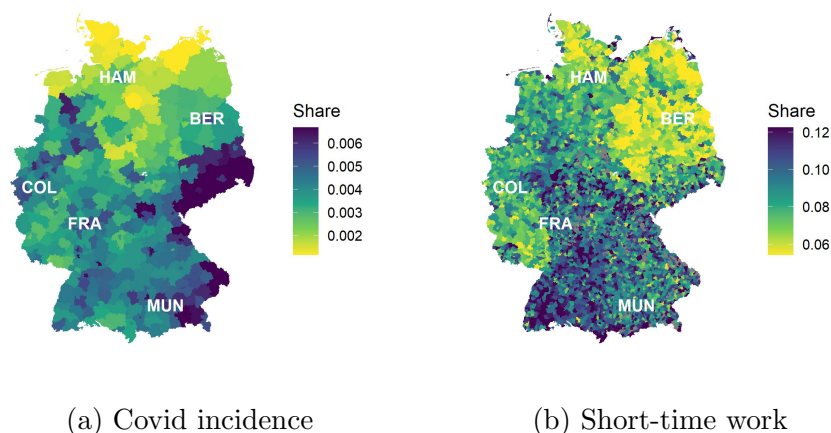 HAM
BER
COL
FRA
MUN
Share
0.006
0.005
0.004
0.003
0.002
(a) Covid incidence
HAM
BER
COL
FRA
MUN
Share
0.12
0.10
0.08
0.06
(b) Short-time work